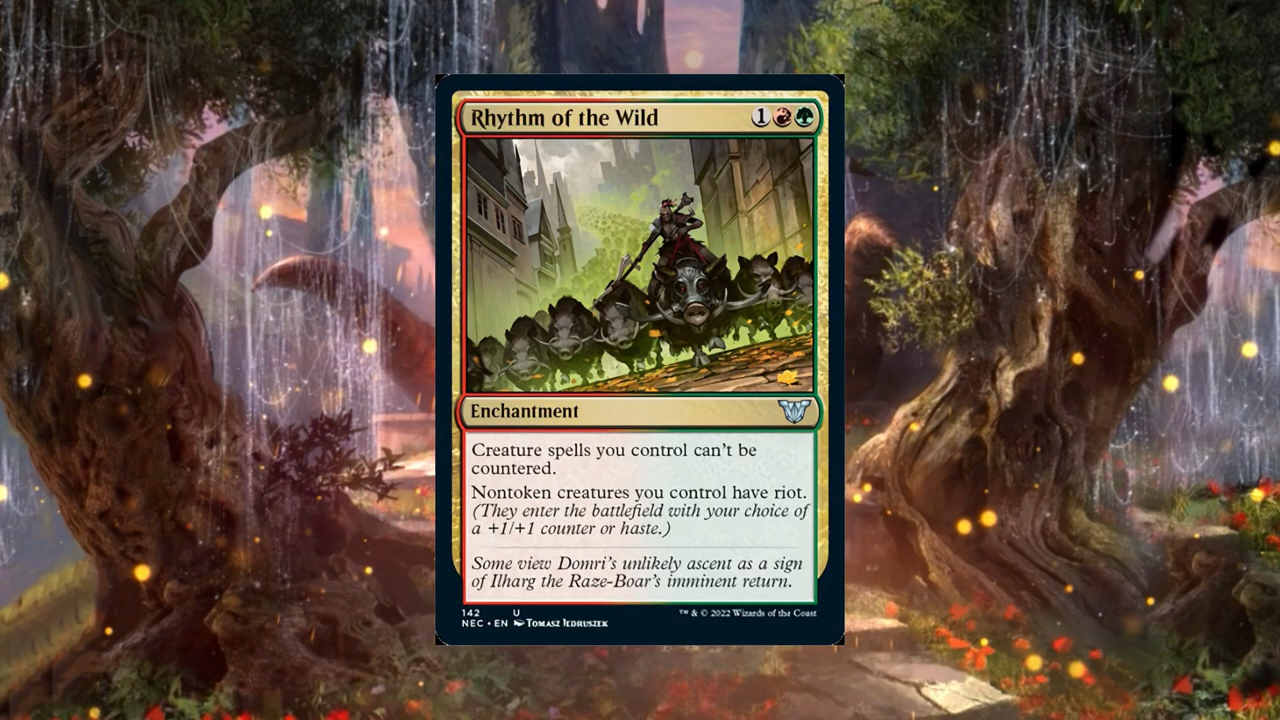 Rhythm of the Wild 1
Enchantment
Creature spells you control can't be
countered.
Nontoken creatures you control have riot.
(They enter the battlefield with your choice of
a +1/+1 counter or haste.)
Some view Domri's unlikely ascent as a sign
of Ilharg the Raze-Boar's imminent return.
142 U ™ & © 2022 Wizards of the Coast
NEC • EN Tomasz Jedruszek